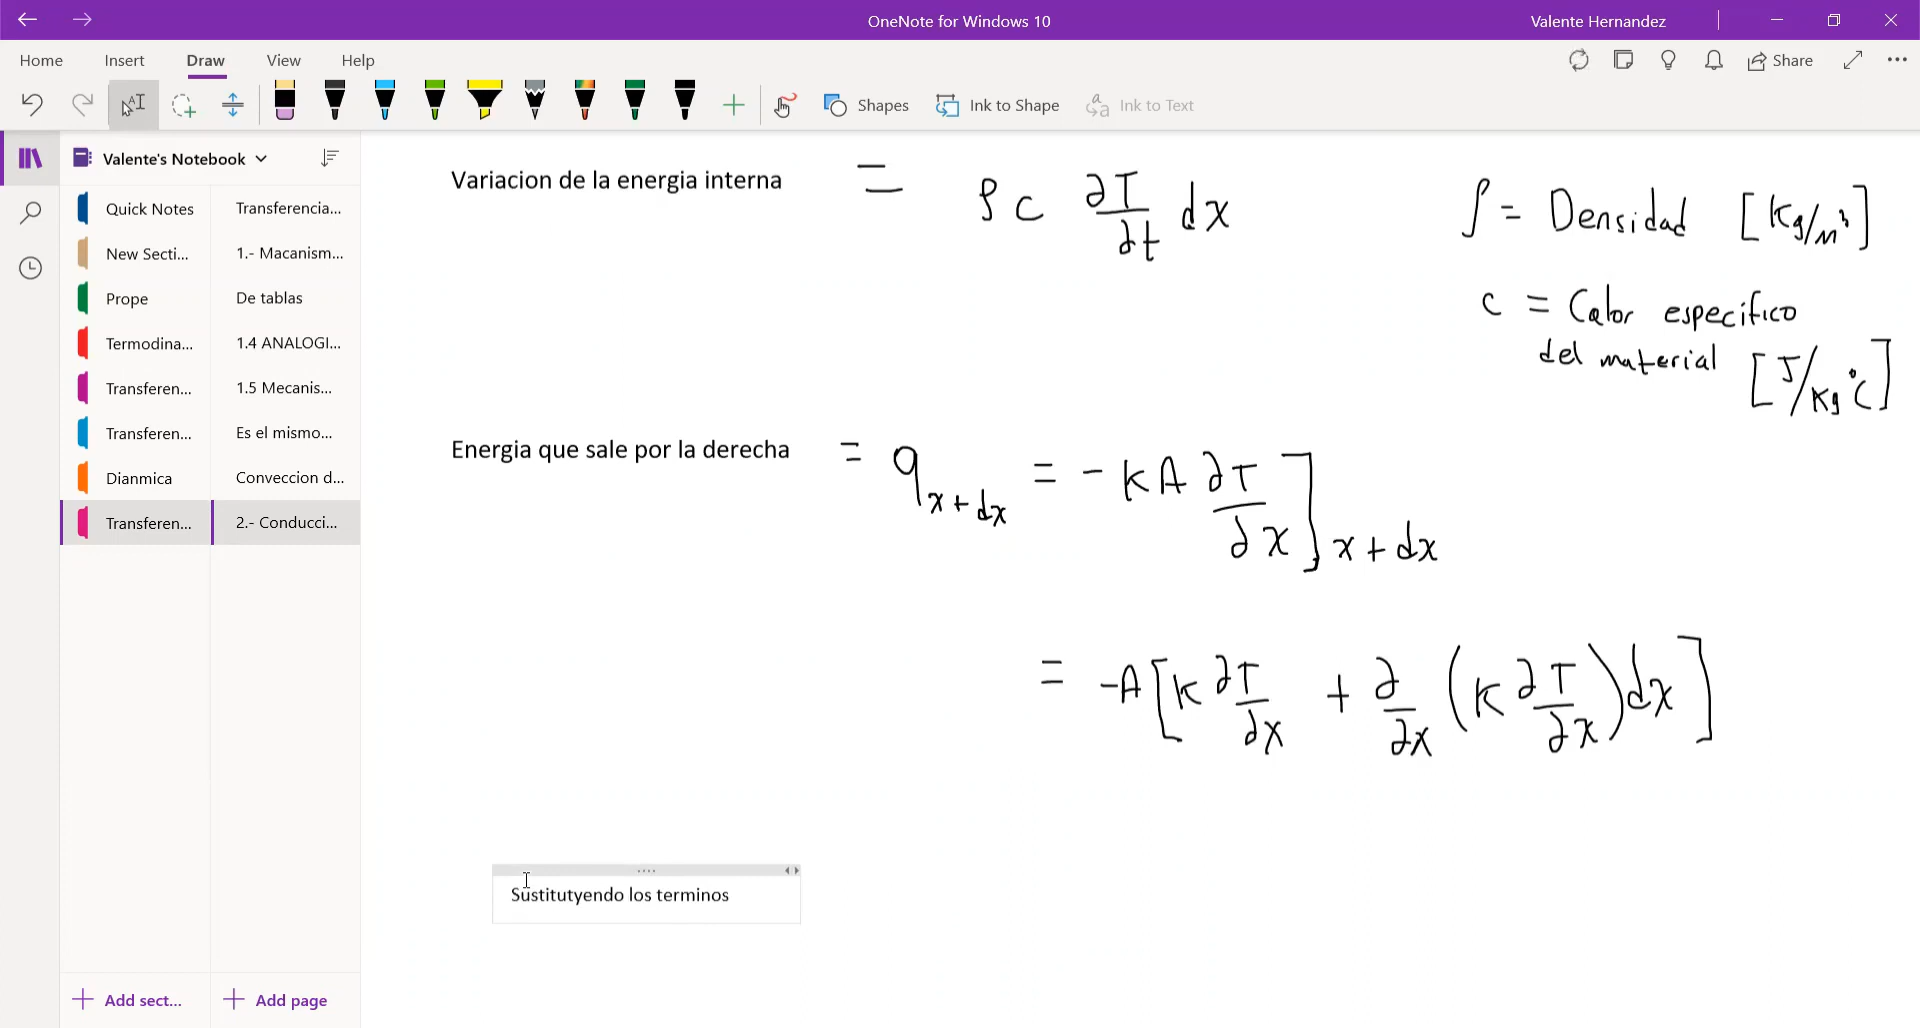 OneNote for Windows 10
Valente Hernandez
Home Insert Draw View Help
Share
Shapes
Ink to Shape
Ink to Text
Valente's Notebook
Quick Notes
New Secti...
Prope
Termodina...
Transferen...
Transferen...
Dianmica
Transferen...
Add sect...
Transferencia...
1.- Macanism...
De tablas
1.4 ANALOGI...
1.5 Mecanis...
Es el mismo...
Conveccion d...
2.- Conducci...
Add page
Variacion de la energia interna = ρ c ∂T/∂t dx
ρ = Densidad [Kg/m³]
c = Calor especifico
del material [J/Kg °C]
Energia que sale por la derecha = q x+dx = -KA ∂T/∂x ] x+dx
= -A [ K ∂T/∂x + ∂/∂x ( K ∂T/∂x ) dx ]
Sustitutyendo los terminos